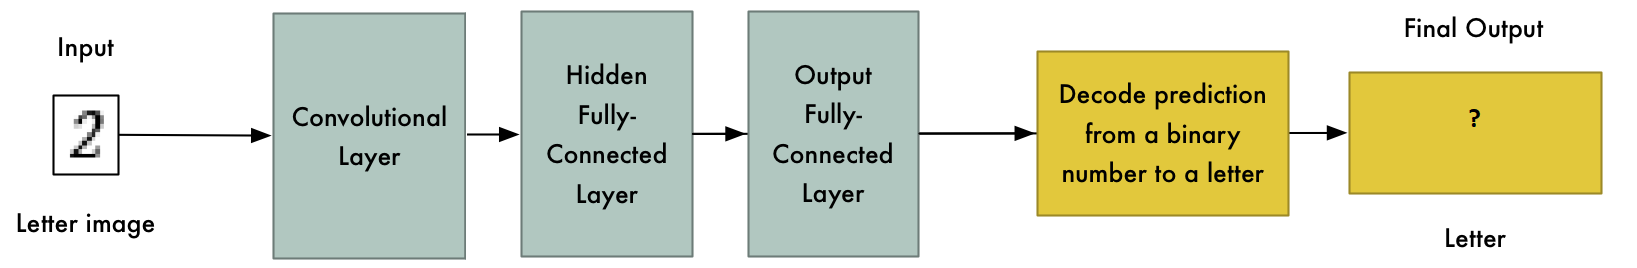 Input
2
Letter image
Convolutional
Layer
Hidden
Fully-
Connected
Layer
Output
Fully-
Connected
Layer
Decode prediction
from a binary
number to a letter
Final Output
?
Letter